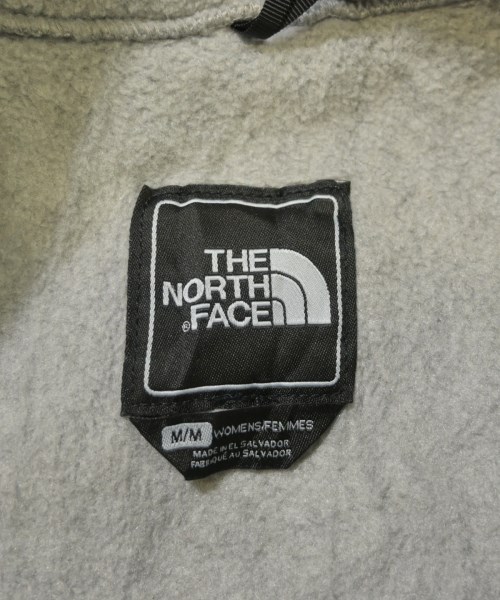 THE
NORTH
FACE
®
M/M WOMENS/FEMMES
MADE IN EL SALVADOR
FABRIQUÉ AU SALVADOR